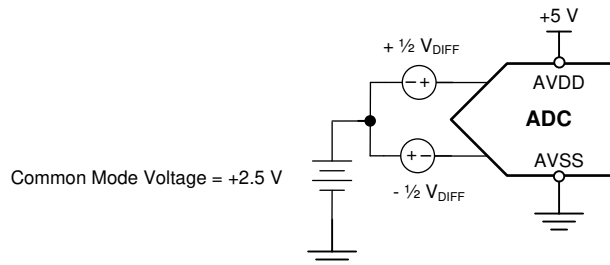 +5 V
+ ½ V_DIFF
− +
AVDD
ADC
+ −
AVSS
Common Mode Voltage = +2.5 V
- ½ V_DIFF